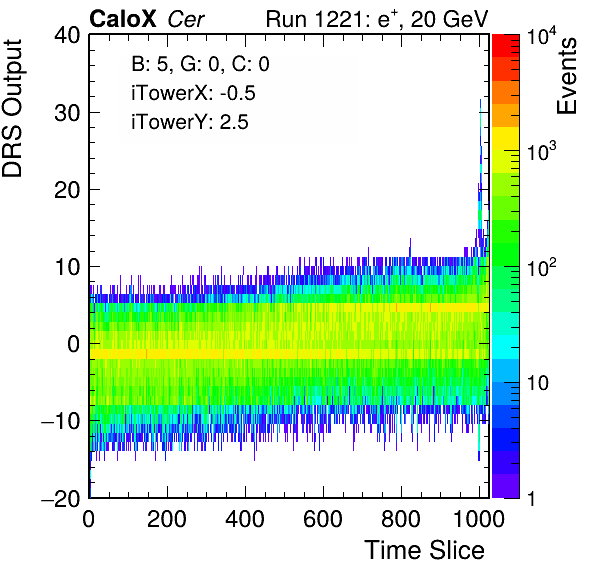 CaloX Cer Run 1221: e⁺, 20 GeV
B: 5, G: 0, C: 0
iTowerX: -0.5
iTowerY: 2.5
DRS Output
40
30
20
10
0
−10
−20
0 200 400 600 800 1000
Time Slice
Events
10⁴
10³
10²
10
1